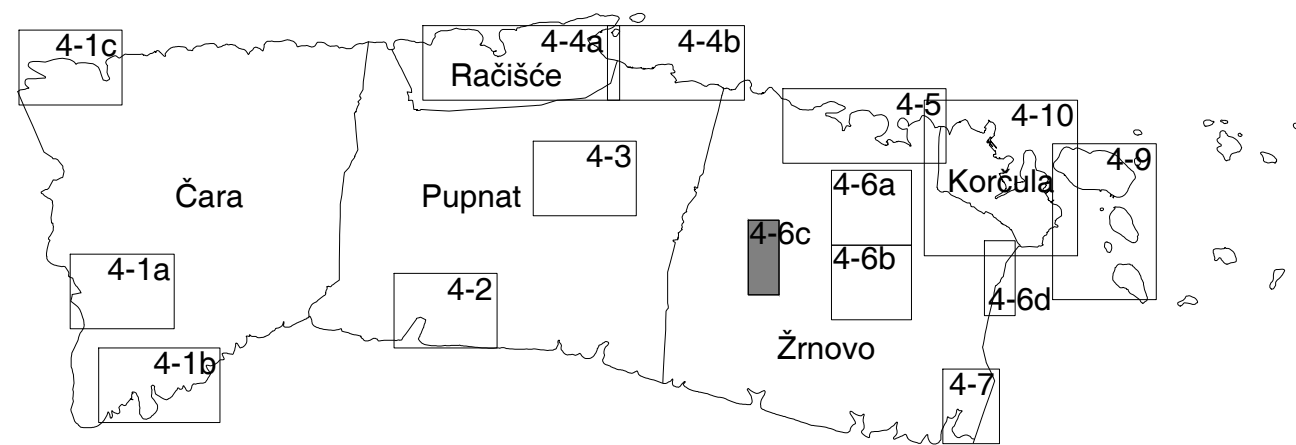 4-1c
4-4a
4-4b
Račišće
4-5
4-10
4-3
4-9
Čara
Pupnat
4-6a
Korčula
4-6c
4-6b
4-1a
4-2
4-6d
Žrnovo
4-1b
4-7